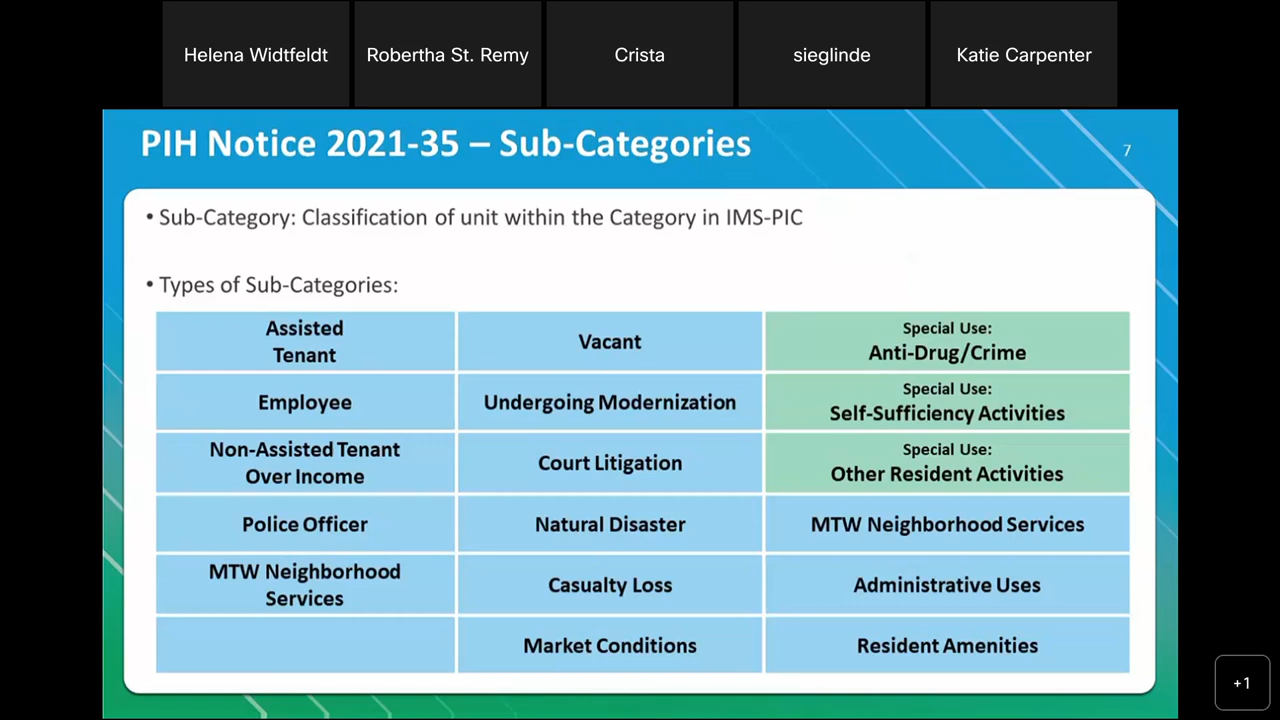 Helena Widtfeldt
Robertha St. Remy
Crista
sieglinde
Katie Carpenter
PIH Notice 2021-35 – Sub-Categories
7
• Sub-Category: Classification of unit within the Category in IMS-PIC
• Types of Sub-Categories:
Assisted
Tenant
Vacant
Special Use:
Anti-Drug/Crime
Employee
Undergoing Modernization
Special Use:
Self-Sufficiency Activities
Non-Assisted Tenant
Over Income
Court Litigation
Special Use:
Other Resident Activities
Police Officer
Natural Disaster
MTW Neighborhood Services
MTW Neighborhood
Services
Casualty Loss
Administrative Uses
Market Conditions
Resident Amenities
+1